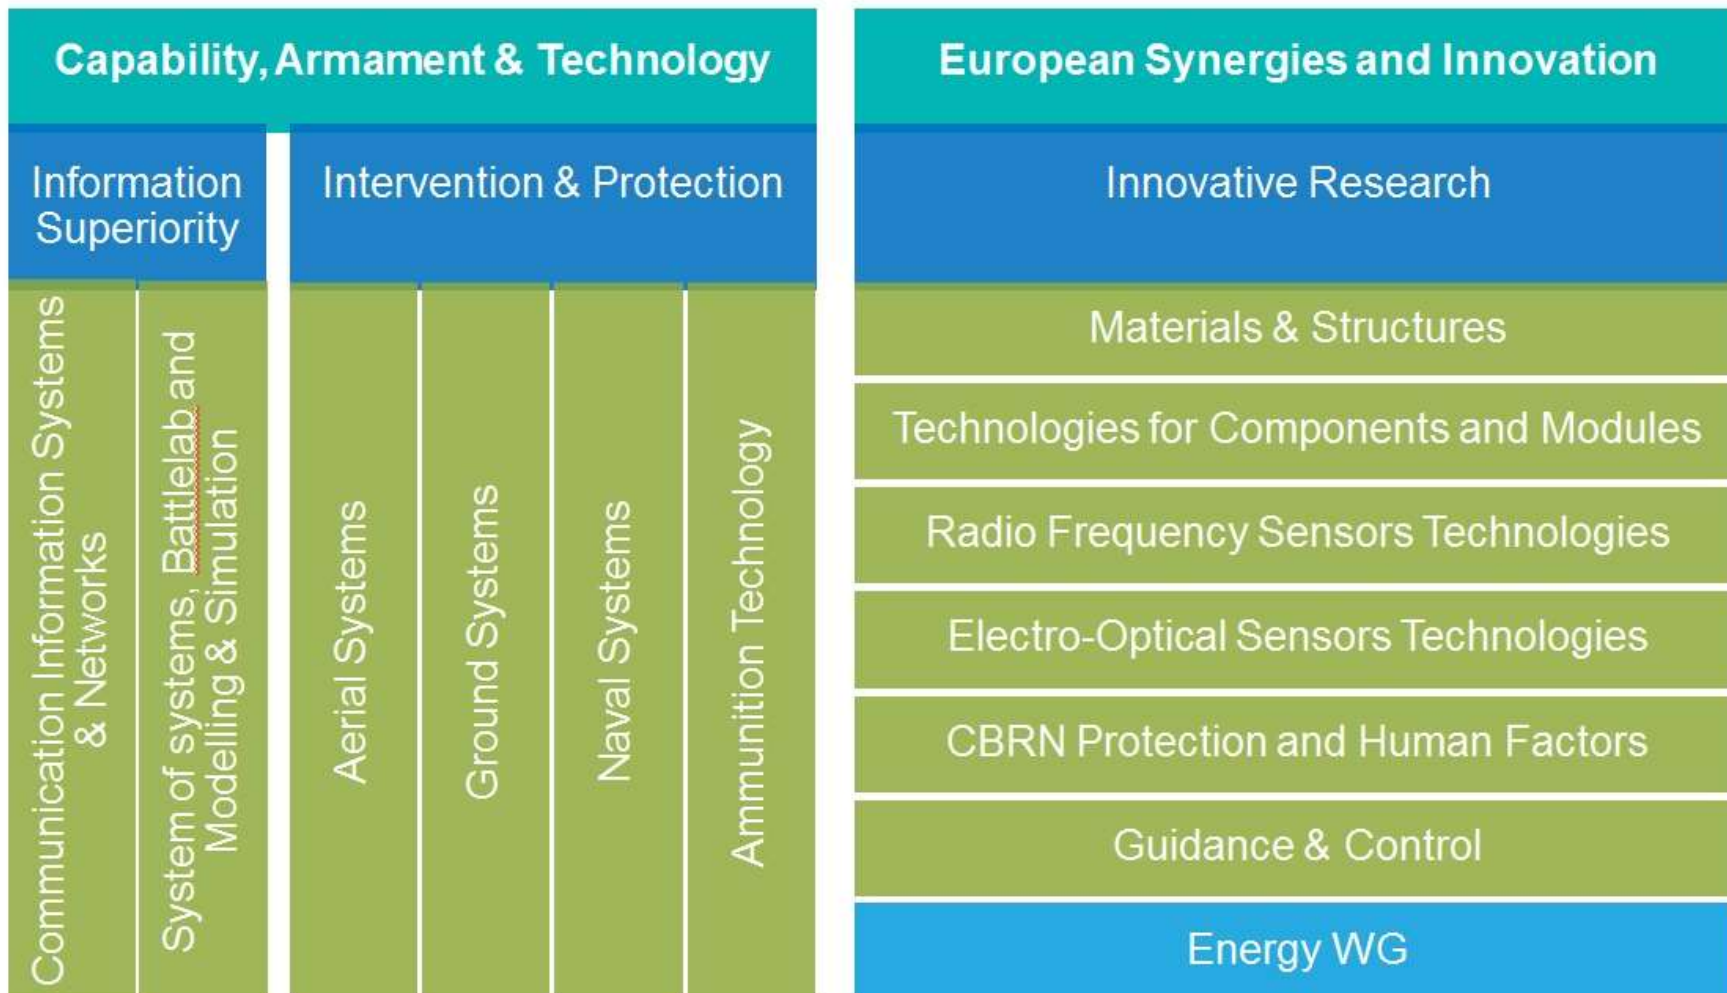 Capability, Armament & Technology
Information
Superiority
Communication Information Systems
& Networks
System of systems, Battlelab and
Modelling & Simulation
Intervention & Protection
Aerial Systems
Ground Systems
Naval Systems
Ammunition Technology
European Synergies and Innovation
Innovative Research
Materials & Structures
Technologies for Components and Modules
Radio Frequency Sensors Technologies
Electro-Optical Sensors Technologies
CBRN Protection and Human Factors
Guidance & Control
Energy WG